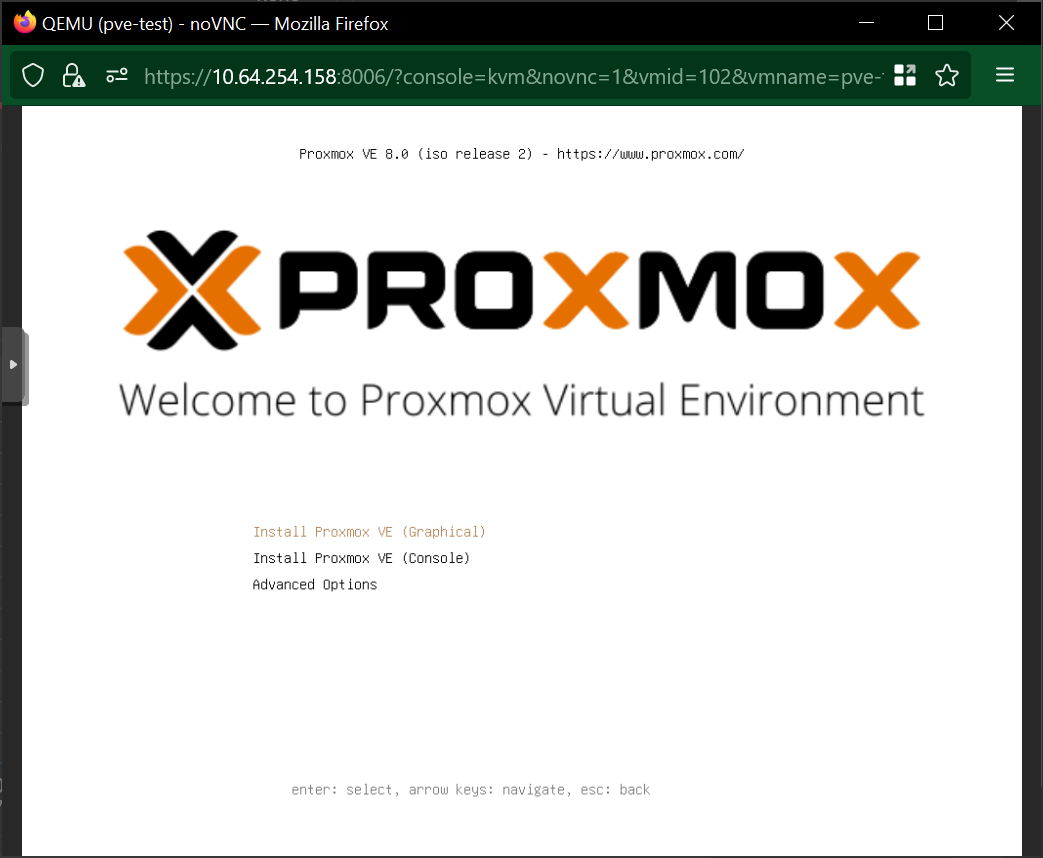 QEMU (pve-test) - noVNC — Mozilla Firefox
https://10.64.254.158:8006/?console=kvm&novnc=1&vmid=102&vmname=pve-
Proxmox VE 8.0 (iso release 2) - https://www.proxmox.com/
PROXMOX
Welcome to Proxmox Virtual Environment
Install Proxmox VE (Graphical)
Install Proxmox VE (Console)
Advanced Options
enter: select, arrow keys: navigate, esc: back